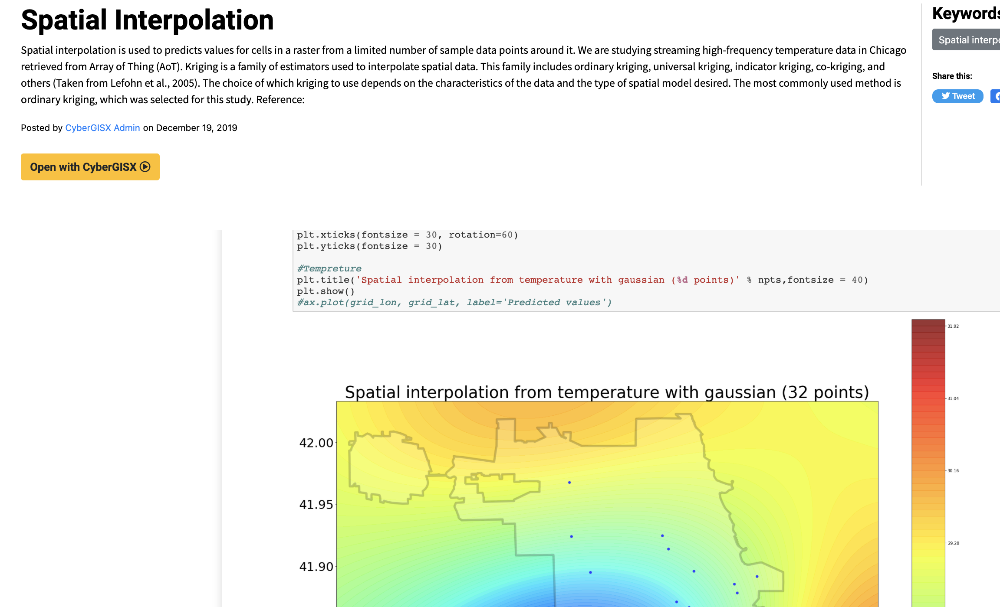 Spatial Interpolation
Spatial interpolation is used to predicts values for cells in a raster from a limited number of sample data points around it. We are studying streaming high-frequency temperature data in Chicago
retrieved from Array of Thing (AoT). Kriging is a family of estimators used to interpolate spatial data. This family includes ordinary kriging, universal kriging, indicator kriging, co-kriging, and
others (Taken from Lefohn et al., 2005). The choice of which kriging to use depends on the characteristics of the data and the type of spatial model desired. The most commonly used method is
ordinary kriging, which was selected for this study. Reference:
Posted by CyberGISX Admin on December 19, 2019
Open with CyberGISX
Keywords
Spatial interpo
Share this:
Tweet
plt.xticks(fontsize = 30, rotation=60)
plt.yticks(fontsize = 30)
#Tempreture
plt.title('Spatial interpolation from temperature with gaussian (%d points)' % npts,fontsize = 40)
plt.show()
#ax.plot(grid_lon, grid_lat, label='Predicted values')
Spatial interpolation from temperature with gaussian (32 points)
42.00
41.95
41.90
31.92
31.04
30.16
29.28